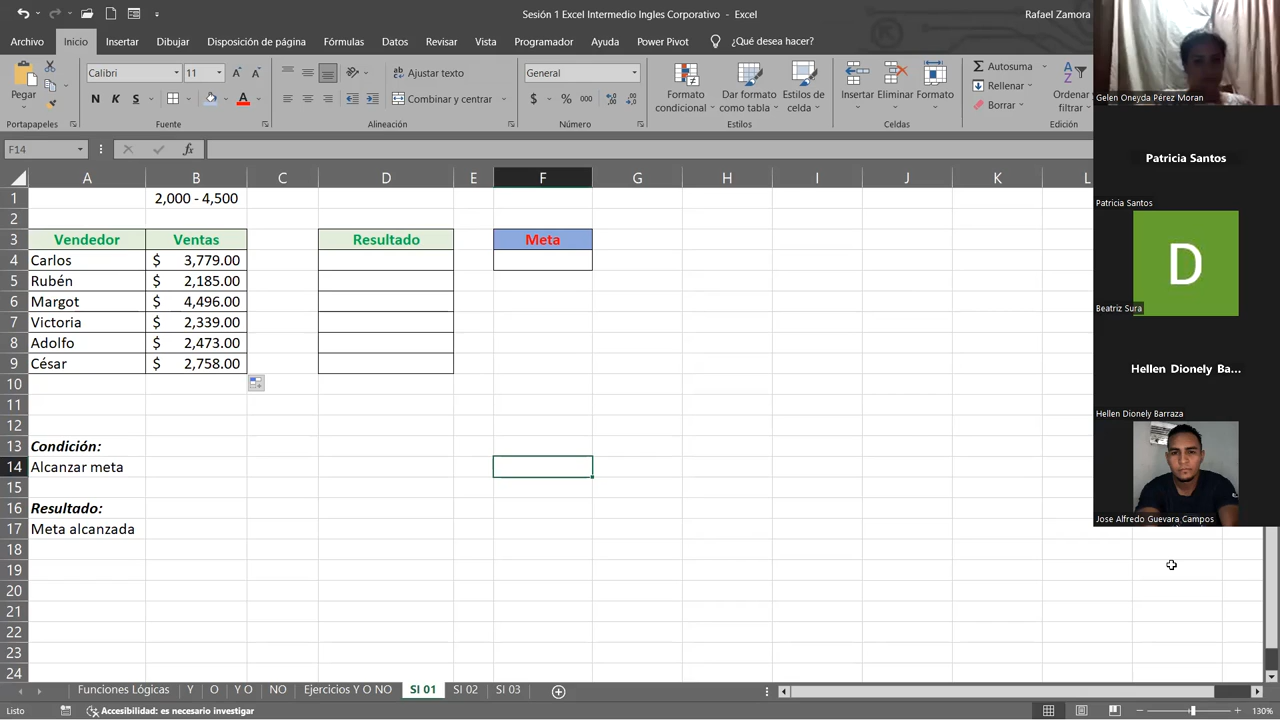 Sesión 1 Excel Intermedio Ingles Corporativo - Excel
Rafael Zamora
Archivo Inicio Insertar Dibujar Disposición de página Fórmulas Datos Revisar Vista Programador Ayuda Power Pivot ¿Qué desea hacer?
Pegar
Calibri 11
N K S
Ajustar texto
Combinar y centrar
General
$ % 000
Formato condicional
Dar formato como tabla
Estilos de celda
Insertar Eliminar Formato
Autosuma
Rellenar
Borrar
Ordenar filtrar
Portapapeles Fuente Alineación Número Estilos Celdas Edición
F14 fx
A B C D E F G H I J K L
1 2,000 - 4,500
2
3 Vendedor Ventas Resultado Meta
4 Carlos $ 3,779.00
5 Rubén $ 2,185.00
6 Margot $ 4,496.00
7 Victoria $ 2,339.00
8 Adolfo $ 2,473.00
9 César $ 2,758.00
10
11
12
13 Condición:
14 Alcanzar meta
15
16 Resultado:
17 Meta alcanzada
18
19
20
21
22
23
24
Gelen Oneyda Pérez Moran
Patricia Santos
Patricia Santos
D
Beatriz Sura
Hellen Dionely Ba...
Hellen Dionely Barraza
Jose Alfredo Guevara Campos
Funciones Lógicas Y O Y O NO Ejercicios Y O NO SI 01 SI 02 SI 03
Listo Accesibilidad: es necesario investigar 130%